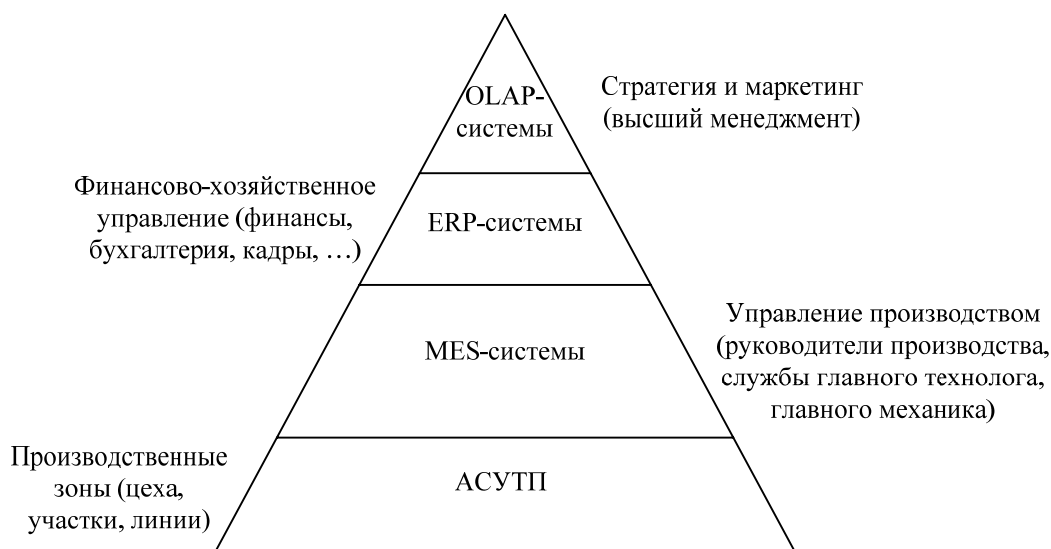 OLAP-
системы
Стратегия и маркетинг
(высший менеджмент)
Финансово-хозяйственное
управление (финансы,
бухгалтерия, кадры, …)
ERP-системы
MES-системы
Управление производством
(руководители производства,
службы главного технолога,
главного механика)
Производственные
зоны (цеха,
участки, линии)
АСУТП